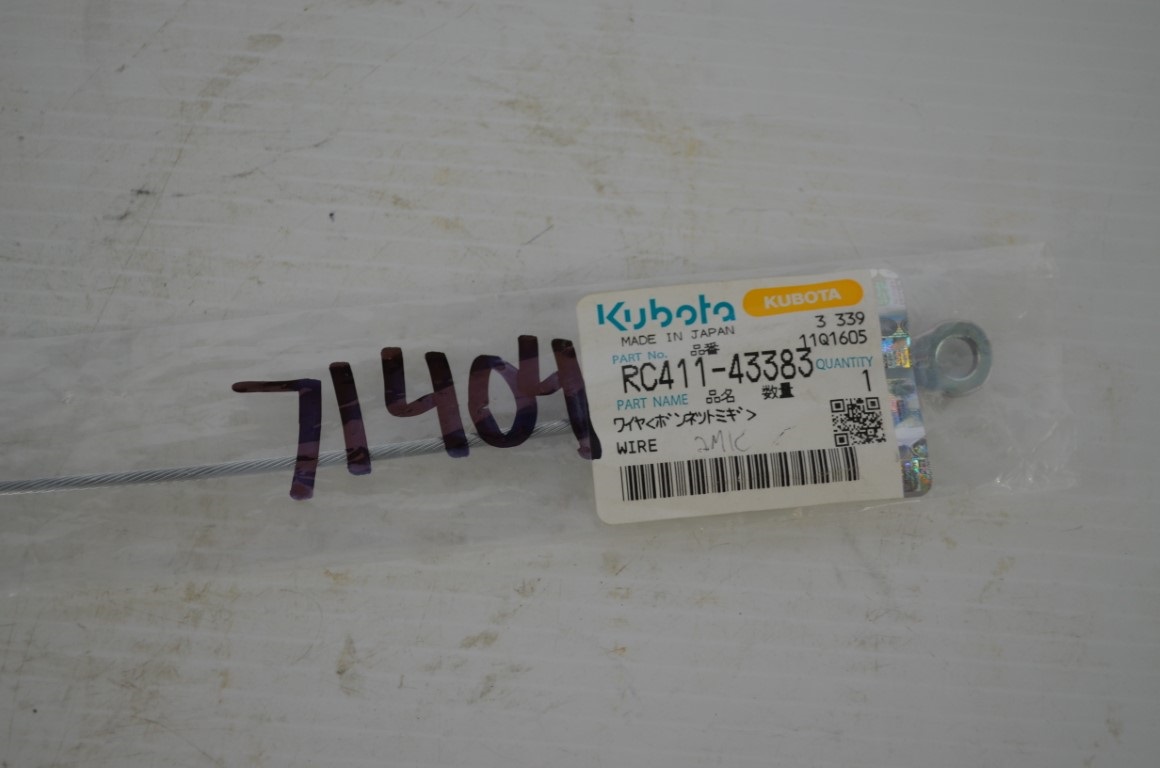 71404
Kubota KUBOTA
MADE IN JAPAN 3 339
11Q1605
PART No. 品番
RC411-43383
QUANTITY
PART NAME 品名 数量 1
ワイヤ<ボンネットミギ>
WIRE